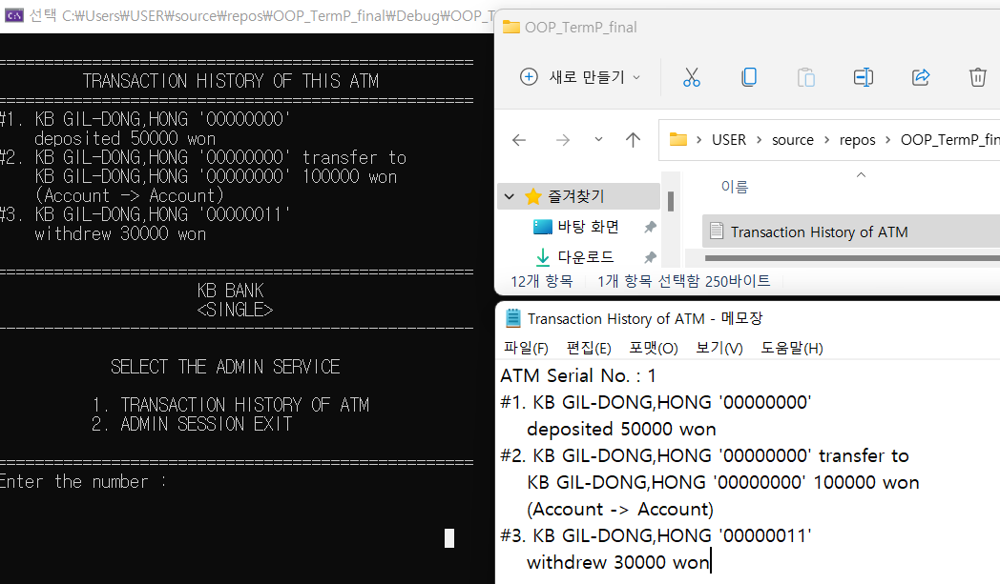 선택 C:₩Users₩USER₩source₩repos₩OOP_TermP_final₩Debug₩OOP_T
==================================================
TRANSACTION HISTORY OF THIS ATM
==================================================
#1. KB GIL-DONG,HONG '00000000'
deposited 50000 won
#2. KB GIL-DONG,HONG '00000000' transfer to
KB GIL-DONG,HONG '00000000' 100000 won
(Account -> Account)
#3. KB GIL-DONG,HONG '00000011'
withdrew 30000 won
==================================================
KB BANK
<SINGLE>
--------------------------------------------------
SELECT THE ADMIN SERVICE
1. TRANSACTION HISTORY OF ATM
2. ADMIN SESSION EXIT
==================================================
Enter the number :
OOP_TermP_final
새로 만들기
USER > source > repos > OOP_TermP_fin
이름
즐겨찾기
바탕 화면
다운로드
Transaction History of ATM
12개 항목 1개 항목 선택함 250바이트
Transaction History of ATM - 메모장
파일(F) 편집(E) 포맷(O) 보기(V) 도움말(H)
ATM Serial No. : 1
#1. KB GIL-DONG,HONG '00000000'
deposited 50000 won
#2. KB GIL-DONG,HONG '00000000' transfer to
KB GIL-DONG,HONG '00000000' 100000 won
(Account -> Account)
#3. KB GIL-DONG,HONG '00000011'
withdrew 30000 won